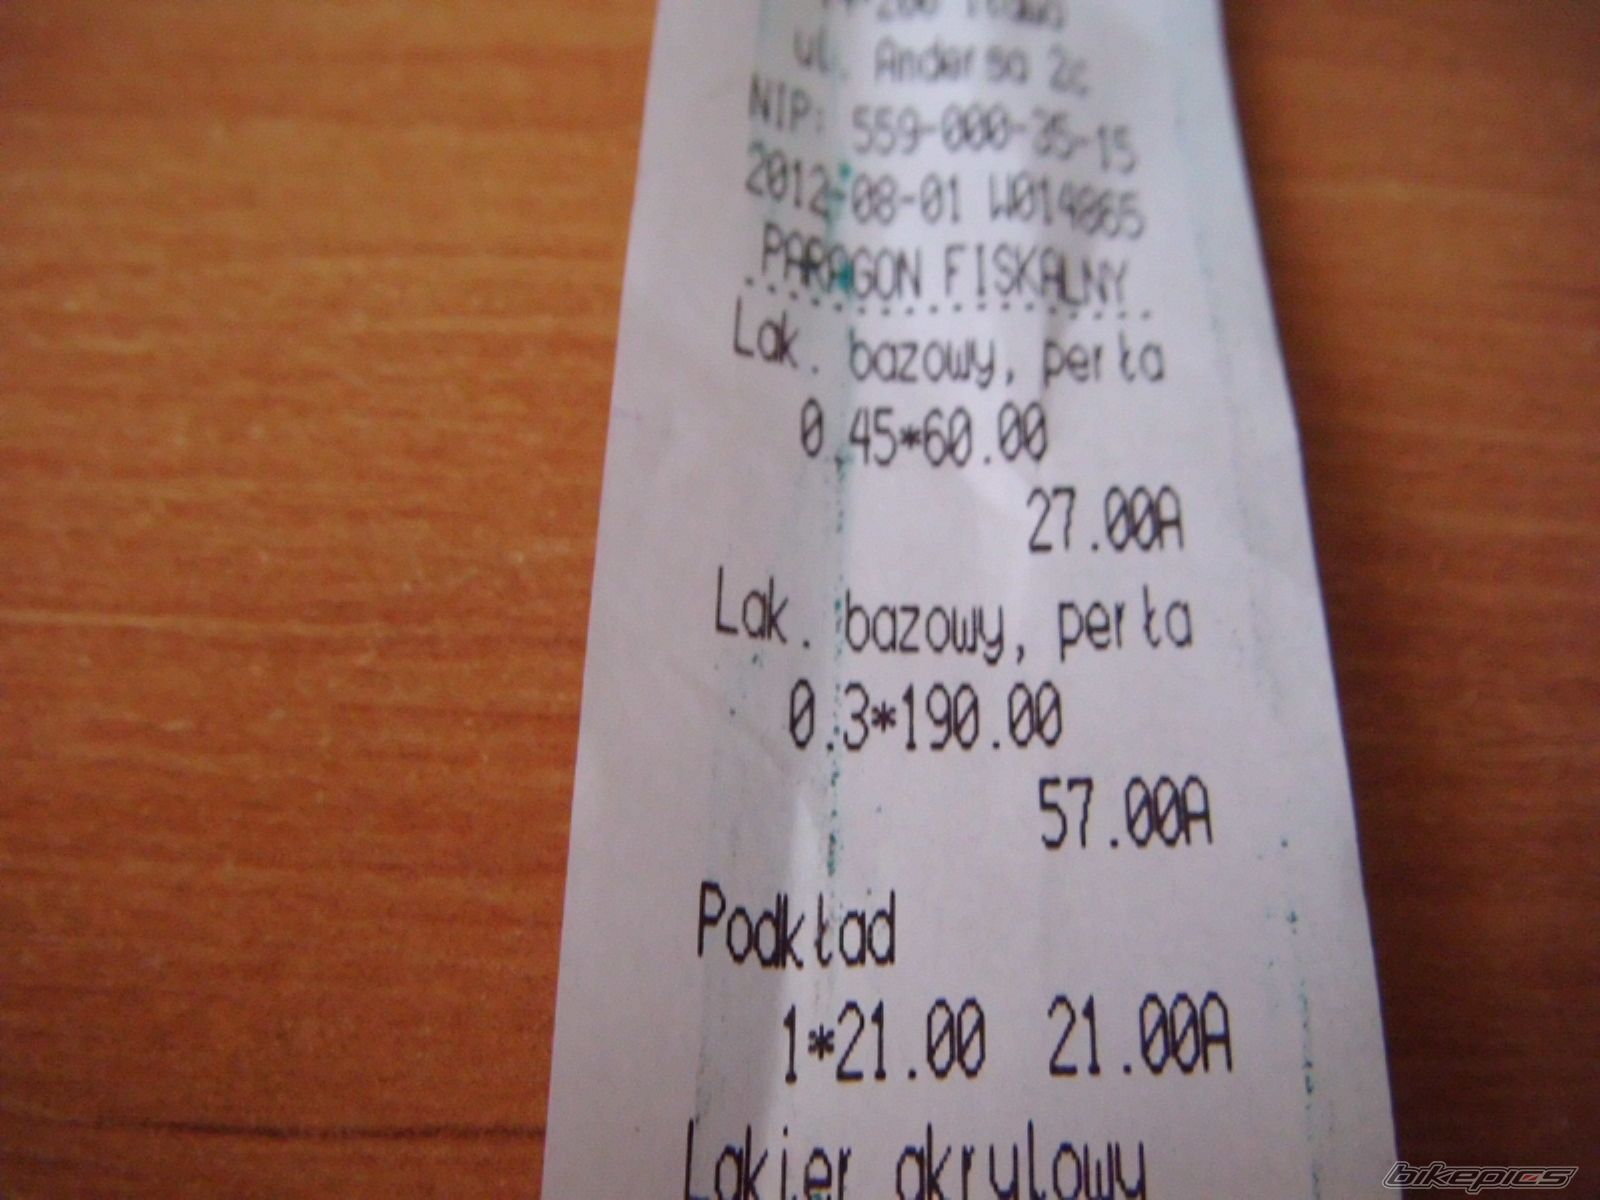 ul. Andersa 2c
NIP: 559-000-35-15
2012-08-01 W014865
PARAGON FISKALNY
Lak. bazowy, perła
0.45*60.00
27.00A
Lak. bazowy, perła
0.3*190.00
57.00A
Podkład
1*21.00 21.00A
Lakier akrylowy
bikepics